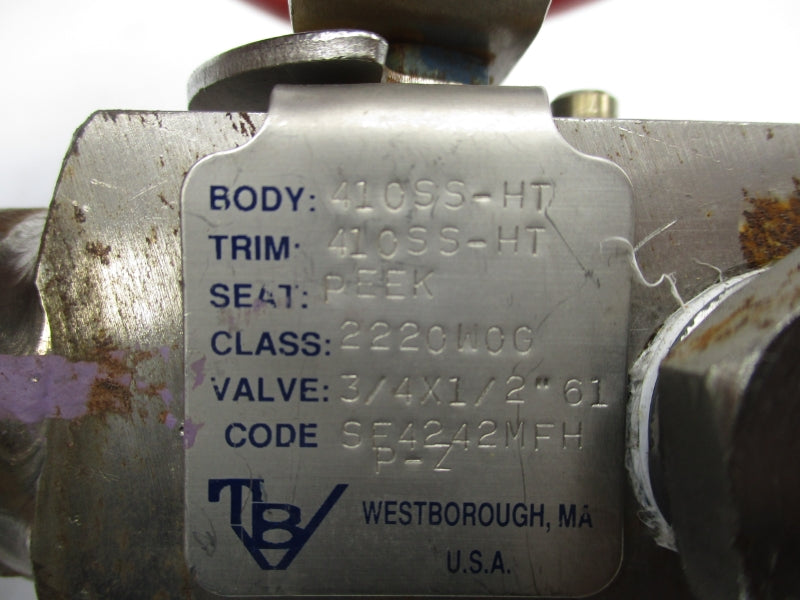 BODY: 410SS-HT
TRIM: 410SS-HT
SEAT: PEEK
CLASS: 2220WOG
VALVE: 3/4X1/2" 61
CODE SF4242MFH
P-Z
TBV WESTBOROUGH, MA
U.S.A.